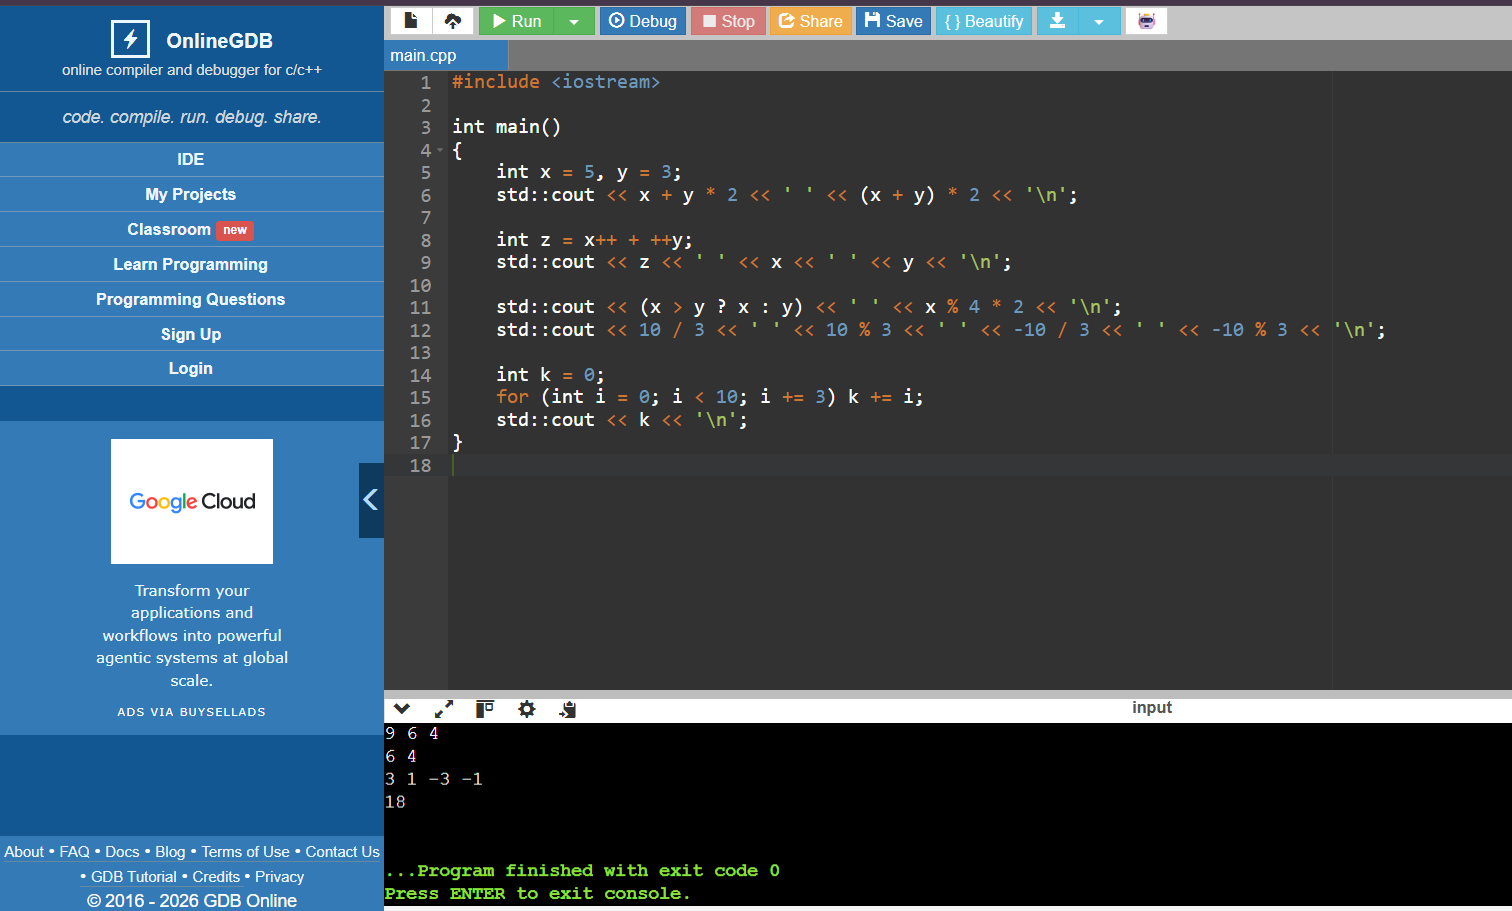 OnlineGDB
online compiler and debugger for c/c++
code. compile. run. debug. share.
IDE
My Projects
Classroom new
Learn Programming
Programming Questions
Sign Up
Login
Google Cloud
Transform your
applications and
workflows into powerful
agentic systems at global
scale.
ADS VIA BUYSELLADS
About • FAQ • Docs • Blog • Terms of Use • Contact Us
• GDB Tutorial • Credits • Privacy
© 2016 - 2026 GDB Online
Run Debug Stop Share Save { } Beautify
main.cpp
1 #include <iostream>
2
3 int main()
4 {
5     int x = 5, y = 3;
6     std::cout << x + y * 2 << ' ' << (x + y) * 2 << '\n';
7
8     int z = x++ + ++y;
9     std::cout << z << ' ' << x << ' ' << y << '\n';
10
11     std::cout << (x > y ? x : y) << ' ' << x % 4 * 2 << '\n';
12     std::cout << 10 / 3 << ' ' << 10 % 3 << ' ' << -10 / 3 << ' ' << -10 % 3 << '\n';
13
14     int k = 0;
15     for (int i = 0; i < 10; i += 3) k += i;
16     std::cout << k << '\n';
17 }
18
input
9 6 4
6 4
3 1 -3 -1
18
...Program finished with exit code 0
Press ENTER to exit console.